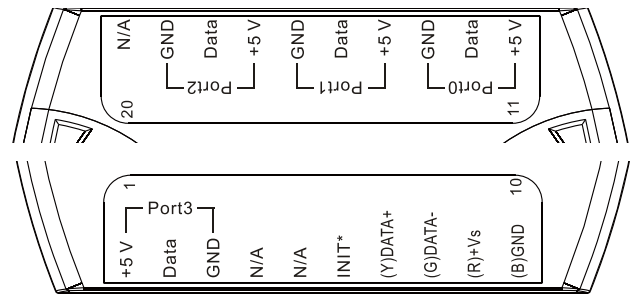 N/A GND Data +5 V GND Data +5 V GND Data +5 V
Port2 Port1 Port0
20 11
1 10
Port3
+5 V Data GND N/A N/A INIT* (Y)DATA+ (G)DATA- (R)+Vs (B)GND